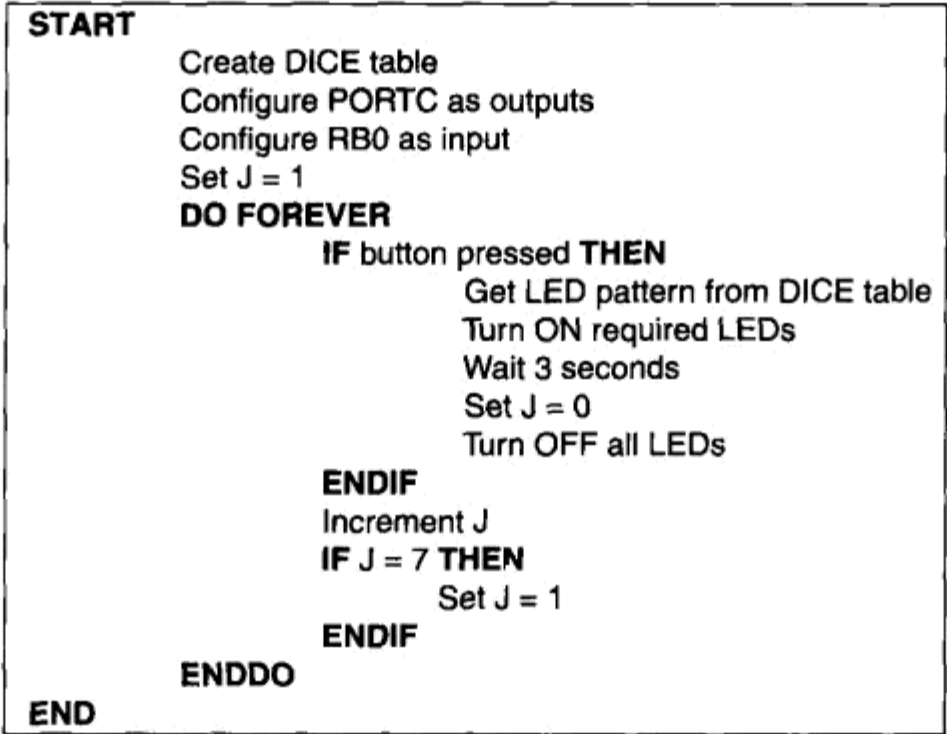 START
Create DICE table
Configure PORTC as outputs
Configure RB0 as input
Set J = 1
DO FOREVER
IF button pressed THEN
Get LED pattern from DICE table
Turn ON required LEDs
Wait 3 seconds
Set J = 0
Turn OFF all LEDs
ENDIF
Increment J
IF J = 7 THEN
Set J = 1
ENDIF
ENDDO
END